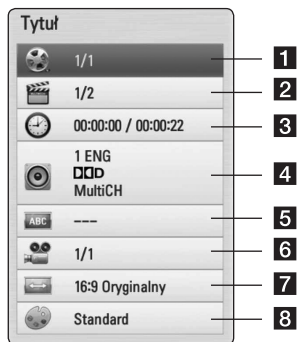 Tytuł
1/1 1
1/2 2
00:00:00 / 00:00:22 3
1 ENG
D 4
MultiCH
ABC --- 5
1/1 6
16:9 Oryginalny 7
Standard 8